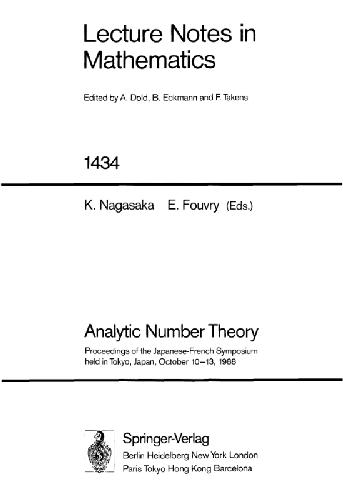 Lecture Notes in
Mathematics
Edited by A. Dold, B. Eckmann and F. Takens
1434
K. Nagasaka E. Fouvry (Eds.)
Analytic Number Theory
Proceedings of the Japanese-French Symposium
held in Tokyo, Japan, October 10–13, 1988
Springer-Verlag
Berlin Heidelberg New York London
Paris Tokyo Hong Kong Barcelona